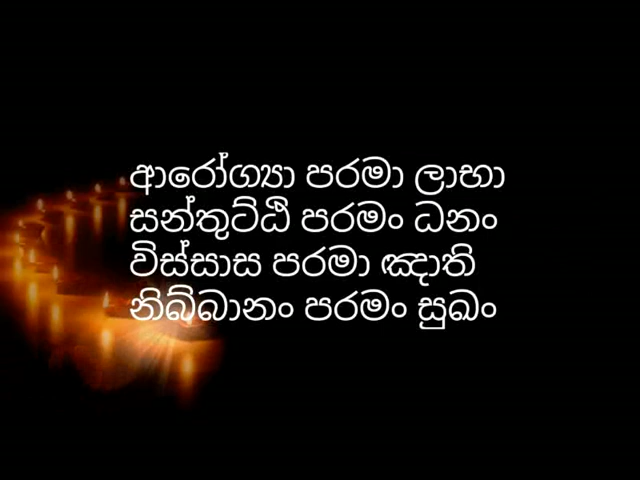 ආරෝග්‍යා පරමා ලාභා
සන්තුට්ඨි පරමං ධනං
විස්සාස පරමා ඤාති
නිබ්බානං පරමං සුඛං